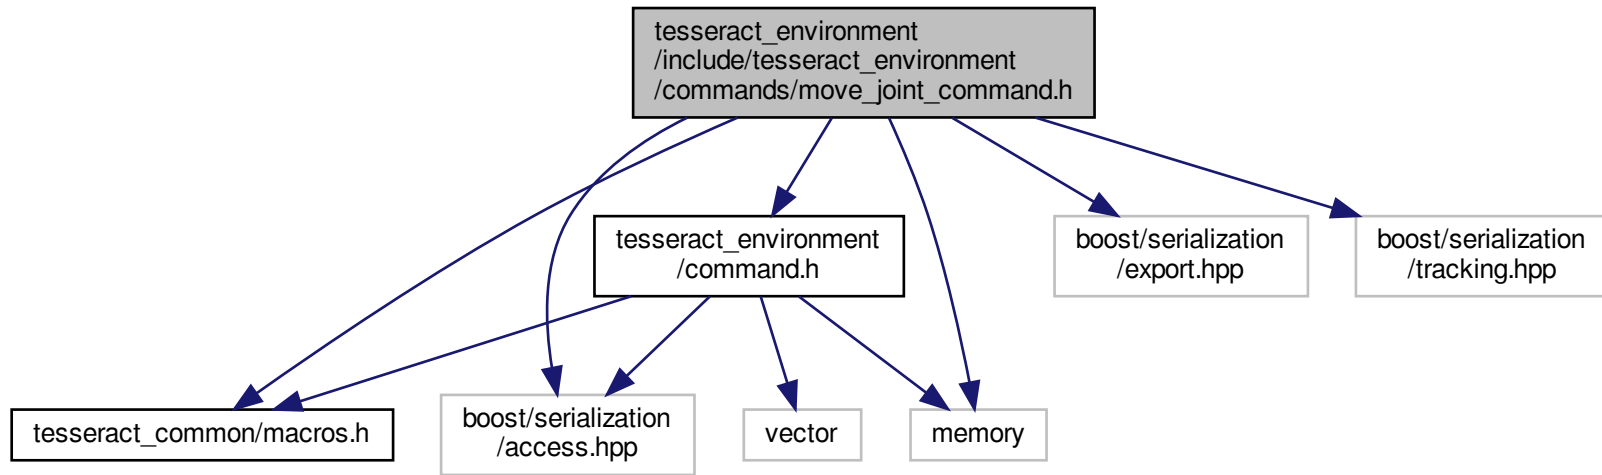 tesseract_environment
/include/tesseract_environment
/commands/move_joint_command.h
tesseract_environment
/command.h
boost/serialization
/export.hpp
boost/serialization
/tracking.hpp
tesseract_common/macros.h
boost/serialization
/access.hpp
vector
memory